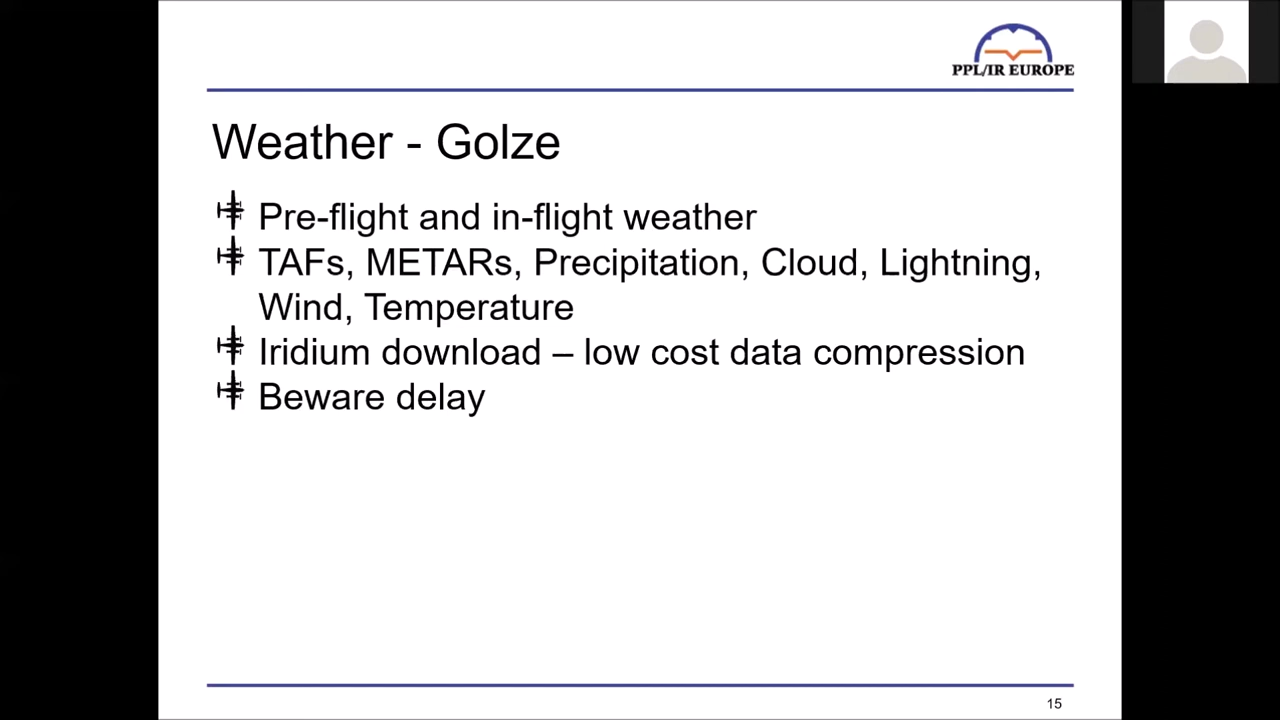 PPL/IR EUROPE
Weather - Golze
Pre-flight and in-flight weather
TAFs, METARs, Precipitation, Cloud, Lightning,
Wind, Temperature
Iridium download – low cost data compression
Beware delay
15